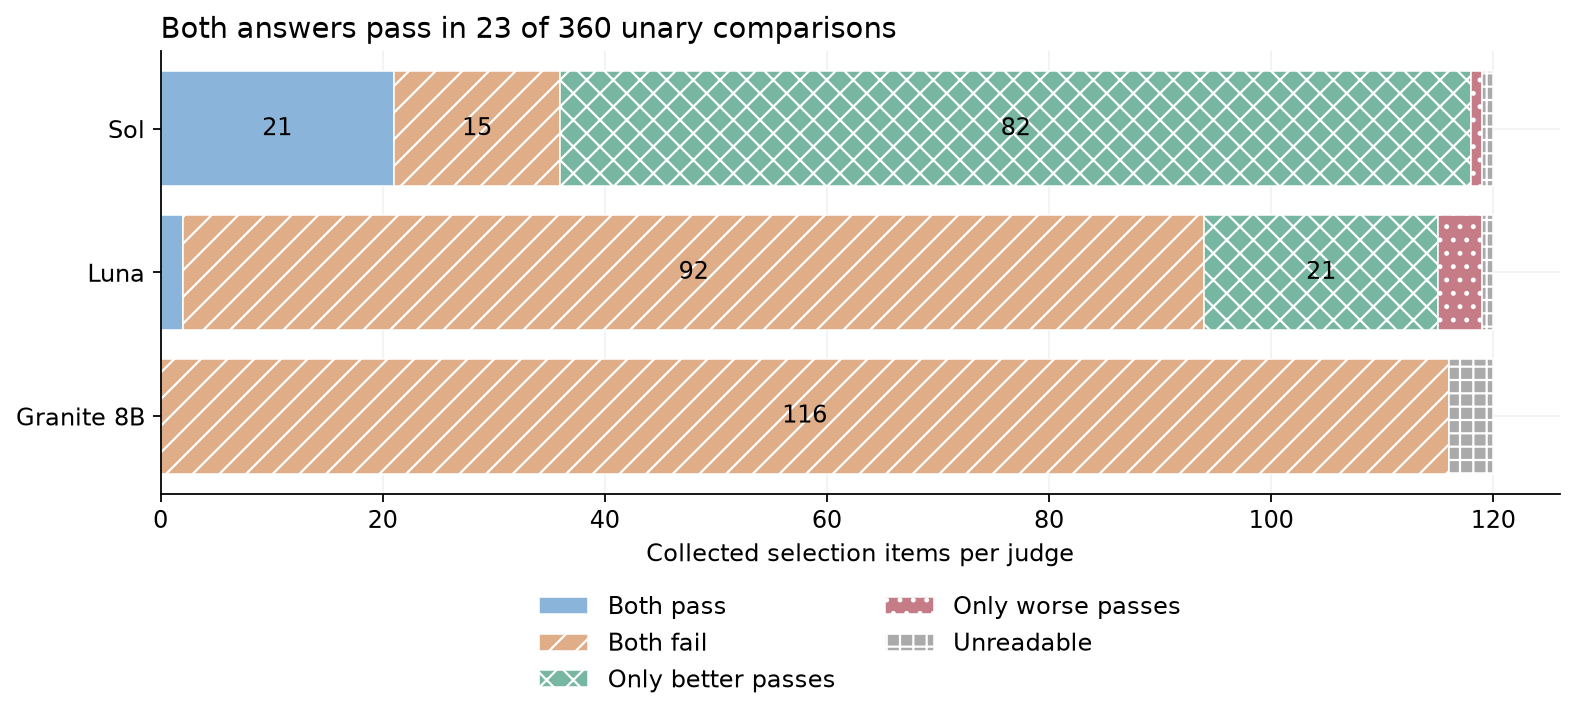 Both answers pass in 23 of 360 unary comparisons
Sol
21
15
82
Luna
92
21
Granite 8B
116
0 20 40 60 80 100 120
Collected selection items per judge
Both pass
Both fail
Only better passes
Only worse passes
Unreadable